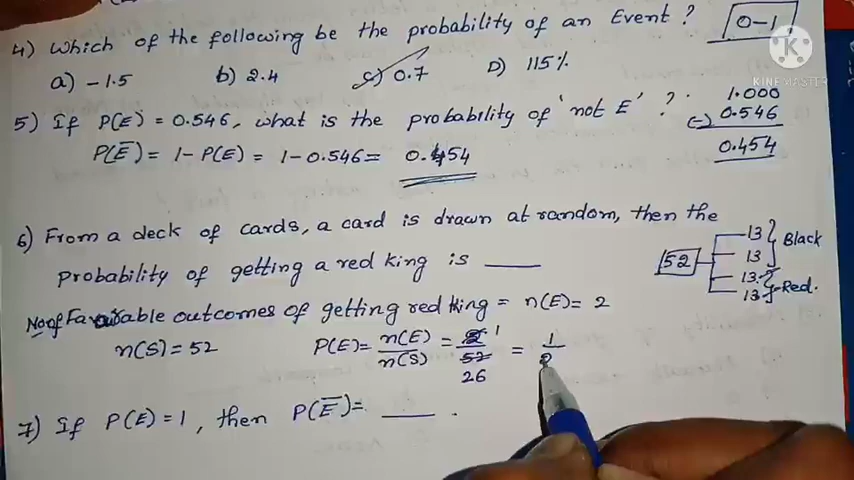 4) Which of the following be the probability of an Event? 0-1
a) -1.5 b) 2.4 c) 0.7 D) 115%
KINEMASTER
5) If P(E) = 0.546, what is the probability of 'not E' ?
P(E̅) = 1- P(E) = 1-0.546 = 0.454
1.000
(-) 0.546
0.454
6) From a deck of cards, a card is drawn at random, then the
Probability of getting a red king is ____
52 13 13 Black
13 13 Red.
No of Favourable outcomes of getting red king = n(E) = 2
n(S) = 52 P(E) = n(E)/n(S) = 2/52 1 26 = 1/2
7) If P(E) = 1, then P(E̅) = ____ .